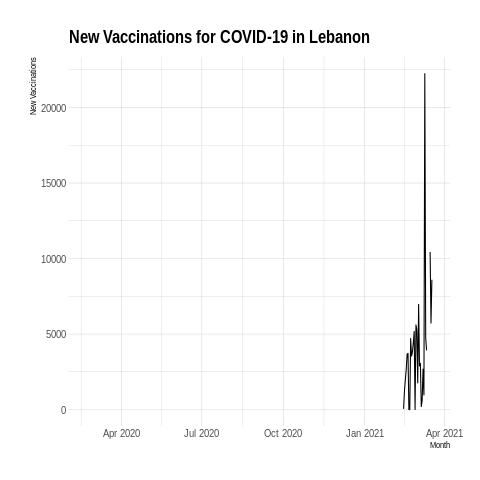 New Vaccinations for COVID-19 in Lebanon
New Vaccinations
20000
15000
10000
5000
0
Apr 2020 Jul 2020 Oct 2020 Jan 2021 Apr 2021
Month